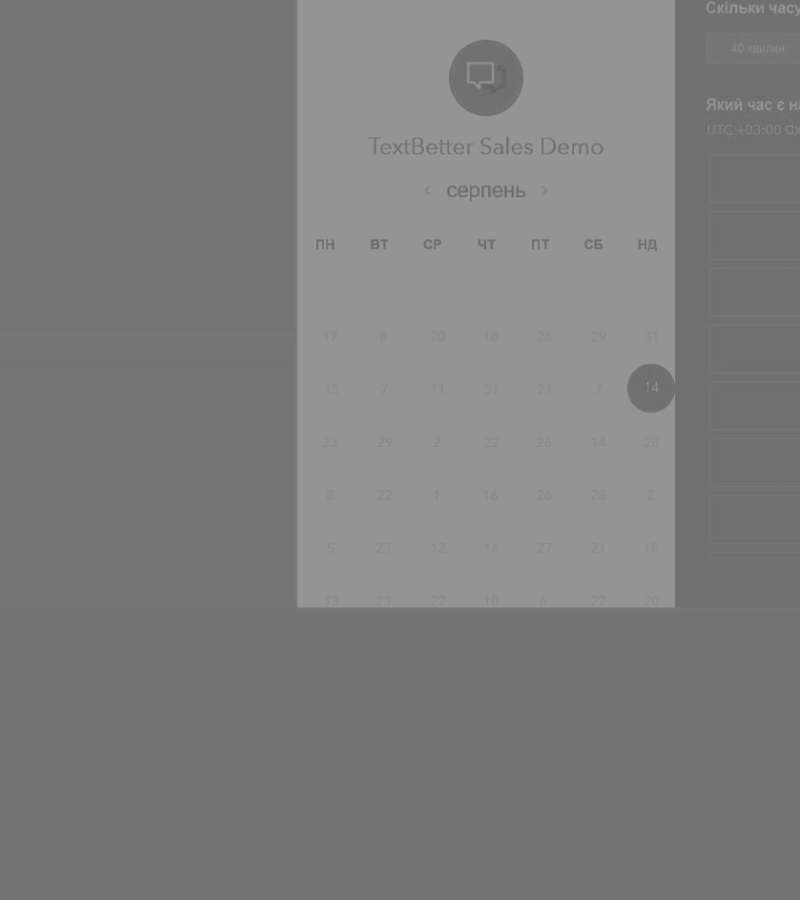 TextBetter Sales Demo
‹ серпень ›
ПН ВТ СР ЧТ ПТ СБ НД
17 8 20 18 26 29 31
15 7 11 31 21 7 14
23 29 2 22 26 14 28
8 22 1 16 26 28 2
5 23 12 14 27 21 18
13 23 22 10 6 22 20
Скільки часу
40 хвилин
Який час є
UTC +03:00